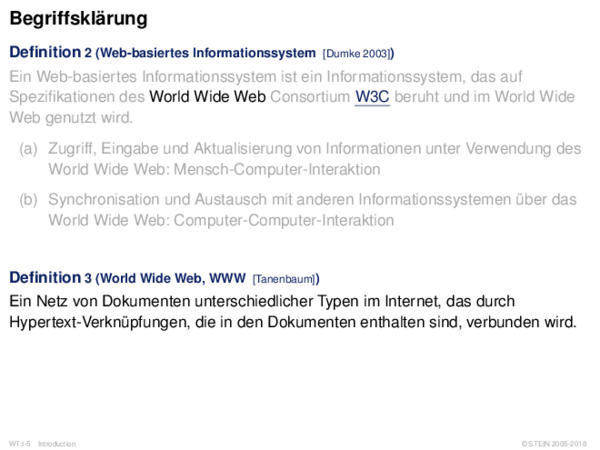 Begriffsklärung
Definition 2 (Web-basiertes Informationssystem [Dumke 2003])
Ein Web-basiertes Informationssystem ist ein Informationssystem, das auf
Spezifikationen des World Wide Web Consortium W3C beruht und im World Wide
Web genutzt wird.
(a) Zugriff, Eingabe und Aktualisierung von Informationen unter Verwendung des
World Wide Web: Mensch-Computer-Interaktion
(b) Synchronisation und Austausch mit anderen Informationssystemen über das
World Wide Web: Computer-Computer-Interaktion
Definition 3 (World Wide Web, WWW [Tanenbaum])
Ein Netz von Dokumenten unterschiedlicher Typen im Internet, das durch
Hypertext-Verknüpfungen, die in den Dokumenten enthalten sind, verbunden wird.
WT:I-5 Introduction
© STEIN 2005-2018